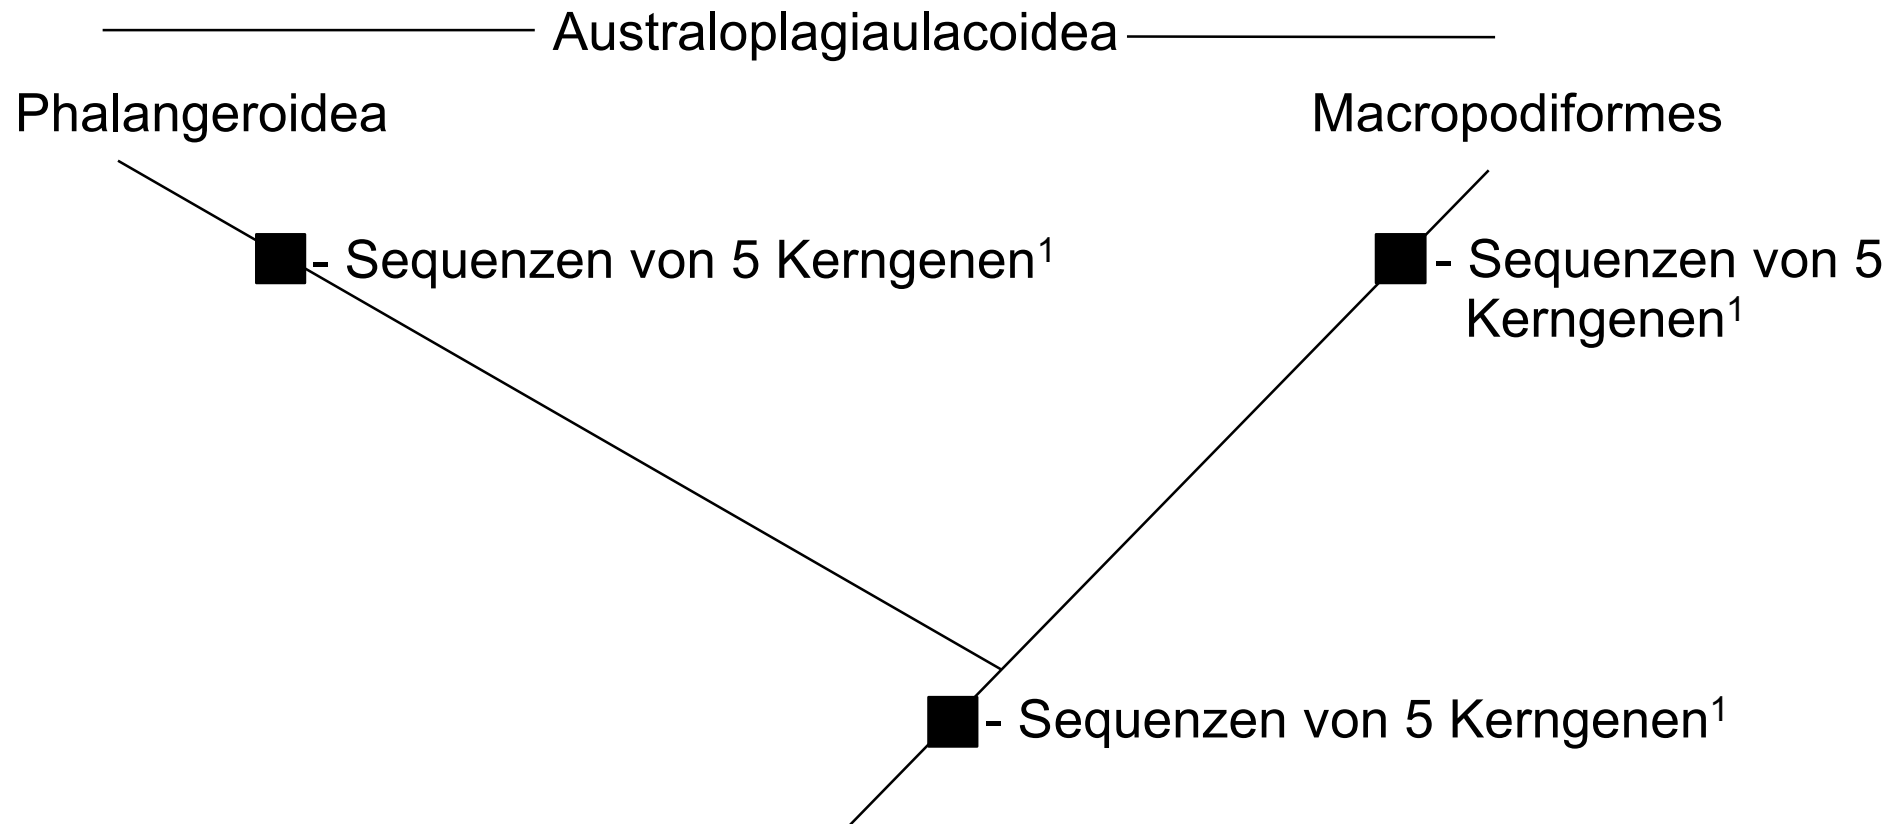 Australoplagiaulacoidea
Phalangeroidea
Macropodiformes
- Sequenzen von 5 Kerngenen¹
- Sequenzen von 5
Kerngenen¹
- Sequenzen von 5 Kerngenen¹